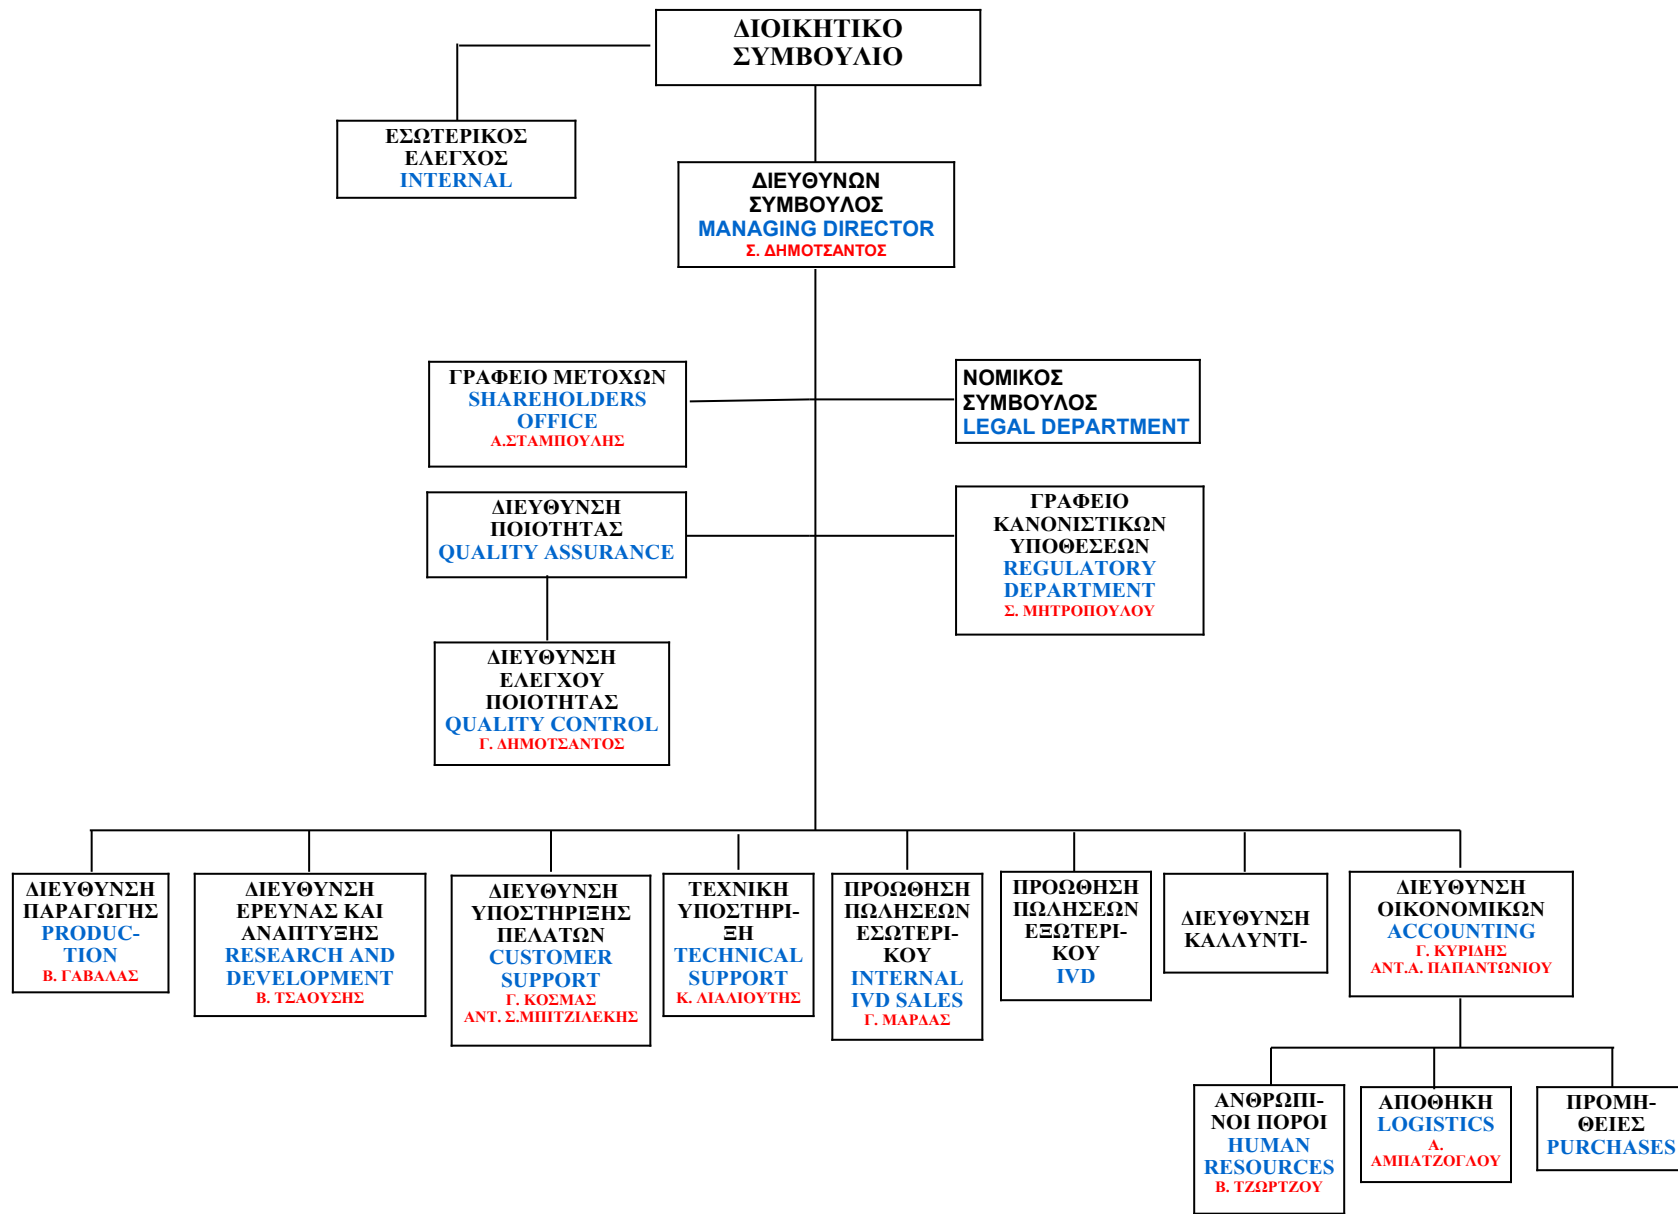 ΔΙΟΙΚΗΤΙΚΟ
ΣΥΜΒΟΥΛΙΟ
ΕΣΩΤΕΡΙΚΟΣ
ΕΛΕΓΧΟΣ
INTERNAL
ΔΙΕΥΘΥΝΩΝ
ΣΥΜΒΟΥΛΟΣ
MANAGING DIRECTOR
Σ. ΔΗΜΟΤΣΑΝΤΟΣ
ΓΡΑΦΕΙΟ ΜΕΤΟΧΩΝ
SHAREHOLDERS
OFFICE
Α.ΣΤΑΜΠΟΥΛΗΣ
ΝΟΜΙΚΟΣ
ΣΥΜΒΟΥΛΟΣ
LEGAL DEPARTMENT
ΔΙΕΥΘΥΝΣΗ
ΠΟΙΟΤΗΤΑΣ
QUALITY ASSURANCE
ΓΡΑΦΕΙΟ
ΚΑΝΟΝΙΣΤΙΚΩΝ
ΥΠΟΘΕΣΕΩΝ
REGULATORY
DEPARTMENT
Σ. ΜΗΤΡΟΠΟΥΛΟΥ
ΔΙΕΥΘΥΝΣΗ
ΕΛΕΓΧΟΥ
ΠΟΙΟΤΗΤΑΣ
QUALITY CONTROL
Γ. ΔΗΜΟΤΣΑΝΤΟΣ
ΔΙΕΥΘΥΝΣΗ
ΠΑΡΑΓΩΓΗΣ
PRODUC-
TION
Β. ΓΑΒΑΛΑΣ
ΔΙΕΥΘΥΝΣΗ
ΕΡΕΥΝΑΣ ΚΑΙ
ΑΝΑΠΤΥΞΗΣ
RESEARCH AND
DEVELOPMENT
Β. ΤΣΑΟΥΣΗΣ
ΔΙΕΥΘΥΝΣΗ
ΥΠΟΣΤΗΡΙΞΗΣ
ΠΕΛΑΤΩΝ
CUSTOMER
SUPPORT
Γ. ΚΟΣΜΑΣ
ΑΝΤ. Σ.ΜΠΙΤΖΙΛΕΚΗΣ
ΤΕΧΝΙΚΗ
ΥΠΟΣΤΗΡΙ-
ΞΗ
TECHNICAL
SUPPORT
Κ. ΛΙΑΛΙΟΥΤΗΣ
ΠΡΟΩΘΗΣΗ
ΠΩΛΗΣΕΩΝ
ΕΣΩΤΕΡΙ-
ΚΟΥ
INTERNAL
IVD SALES
Γ. ΜΑΡΔΑΣ
ΠΡΟΩΘΗΣΗ
ΠΩΛΗΣΕΩΝ
ΕΞΩΤΕΡΙ-
ΚΟΥ
IVD
ΔΙΕΥΘΥΝΣΗ
ΚΑΛΛΥΝΤΙ-
ΔΙΕΥΘΥΝΣΗ
ΟΙΚΟΝΟΜΙΚΩΝ
ACCOUNTING
Γ. ΚΥΡΙΔΗΣ
ΑΝΤ.Α. ΠΑΠΑΝΤΩΝΙΟΥ
ΑΝΘΡΩΠΙ-
ΝΟΙ ΠΟΡΟΙ
HUMAN
RESOURCES
Β. ΤΖΩΡΤΖΟΥ
ΑΠΟΘΗΚΗ
LOGISTICS
Α.
ΑΜΠΑΤΖΟΓΛΟΥ
ΠΡΟΜΗ-
ΘΕΙΕΣ
PURCHASES